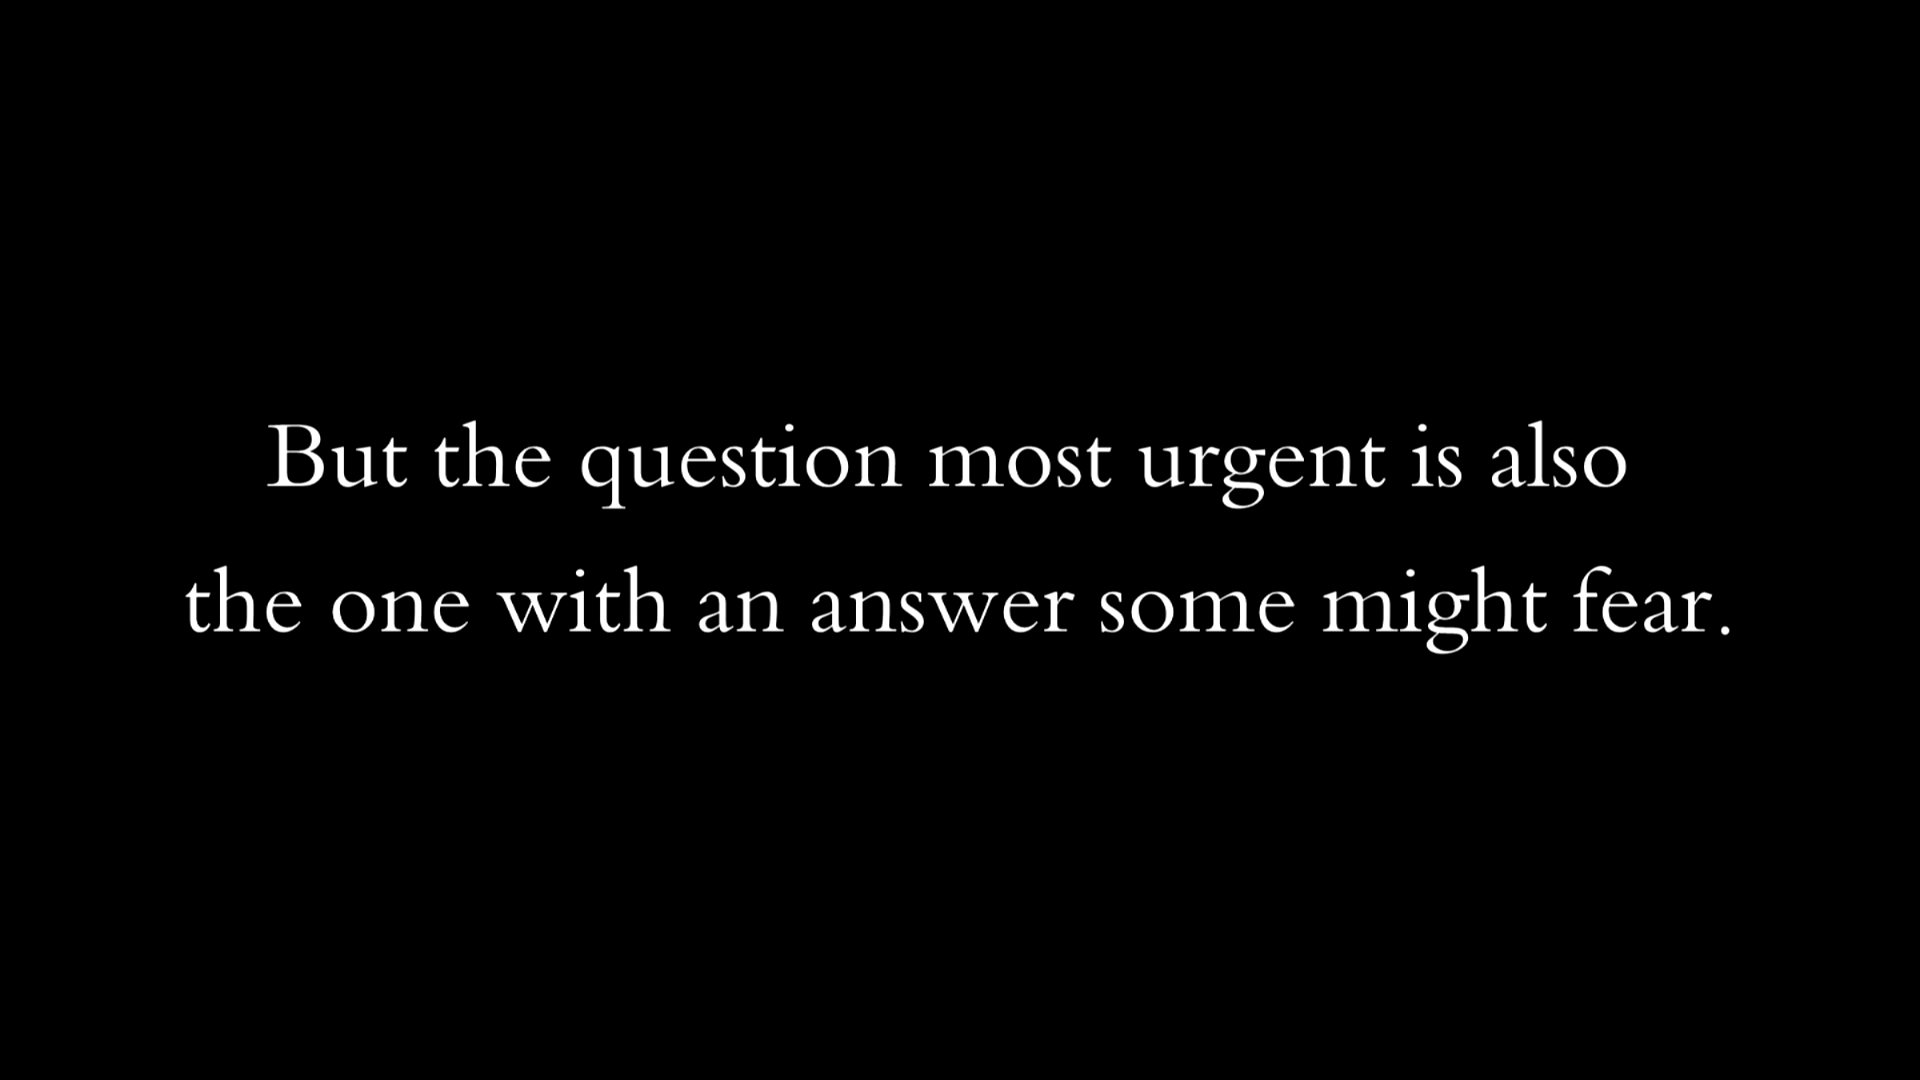 But the question most urgent is also
the one with an answer some might fear.